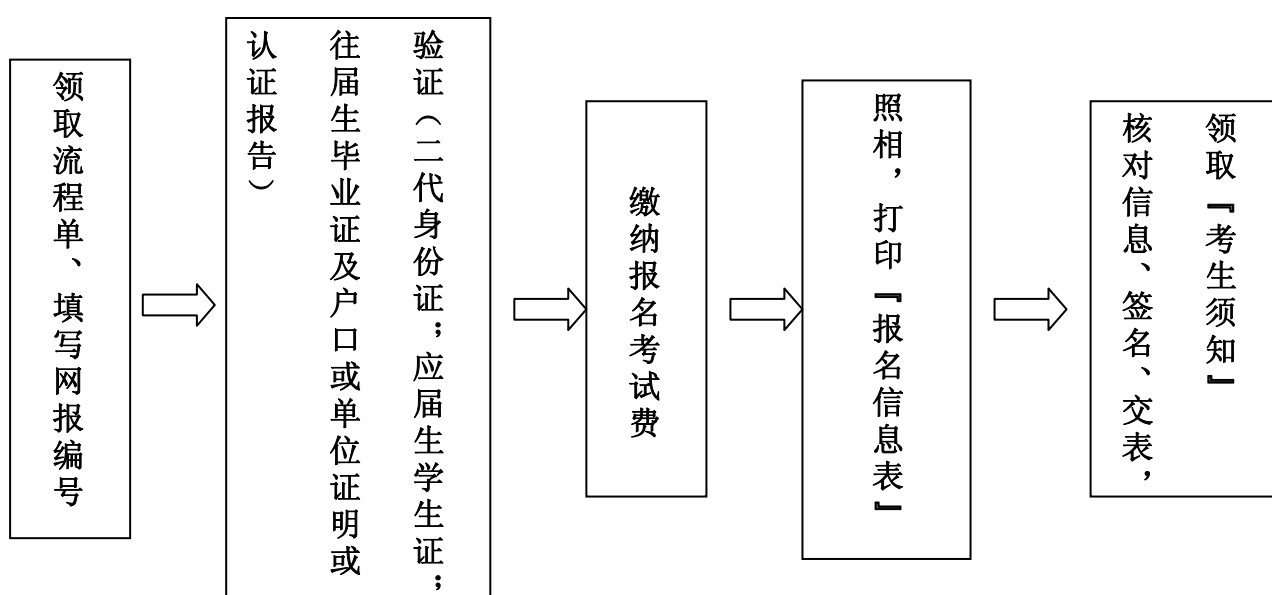 领取流程单、填写网报编号
验证（二代身份证；应届生学生证；
往届生毕业证及户口或单位证明或
认证报告）
缴纳报名考试费
照相，打印『报名信息表』
核对信息、签名、交表，
领取『考生须知』